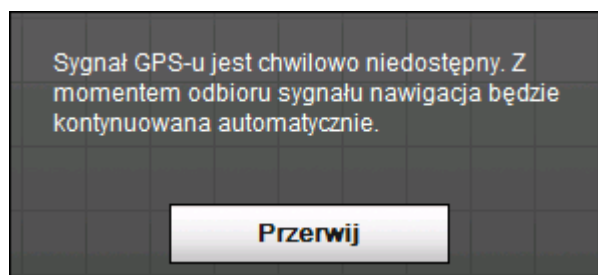 Sygnał GPS-u jest chwilowo niedostępny. Z
momentem odbioru sygnału nawigacja będzie
kontynuowana automatycznie.
Przerwij